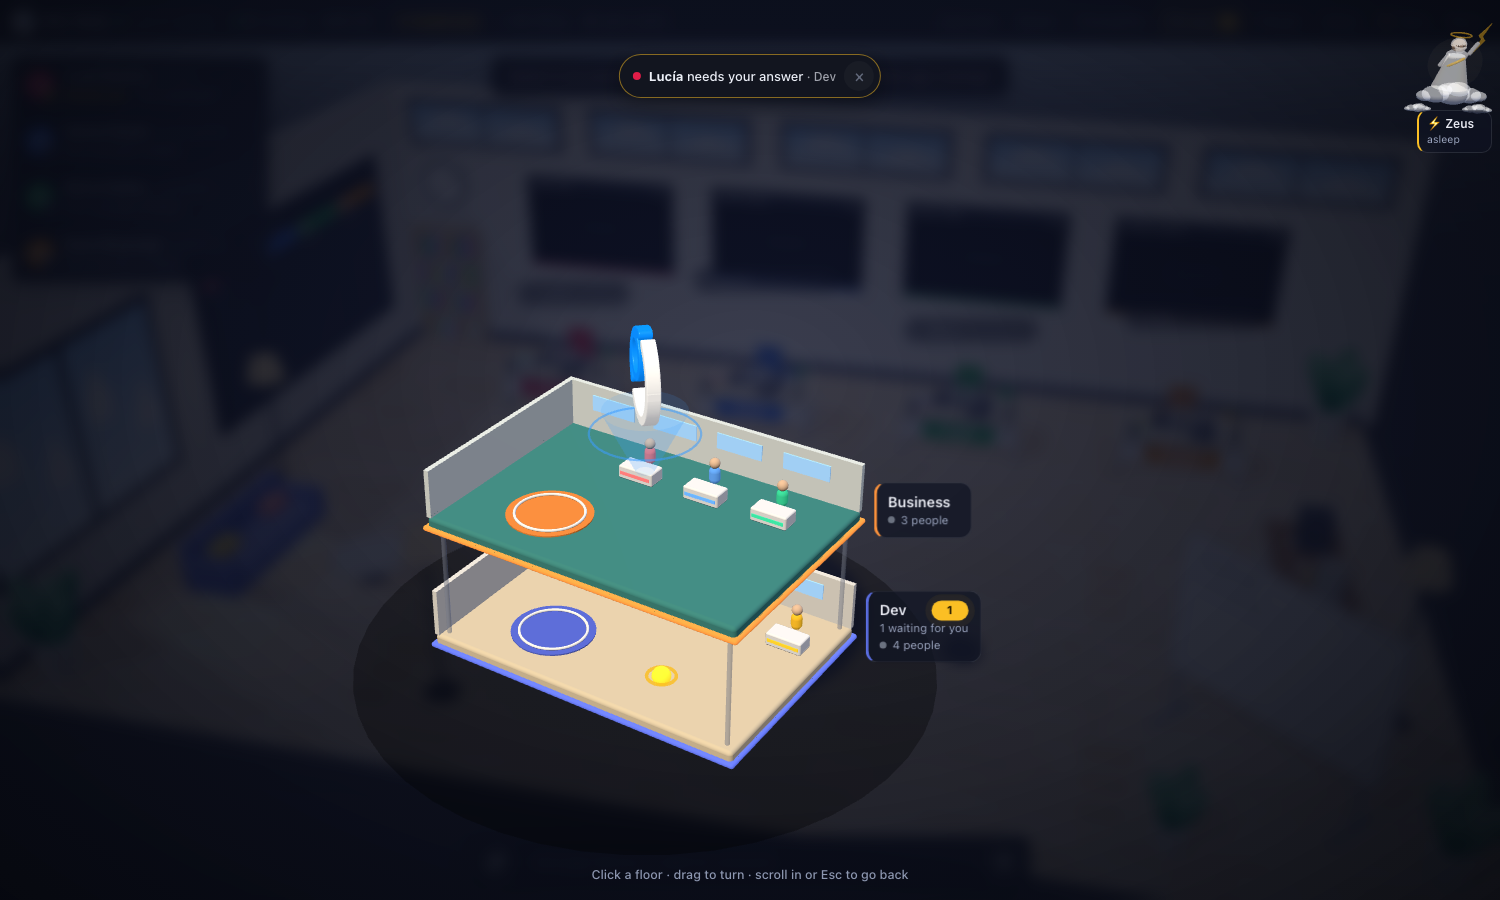 Lucía needs your answer · Dev ×
⚡ Zeus
asleep
Business
3 people
Dev 1
1 waiting for you
4 people
Click a floor · drag to turn · scroll in or Esc to go back